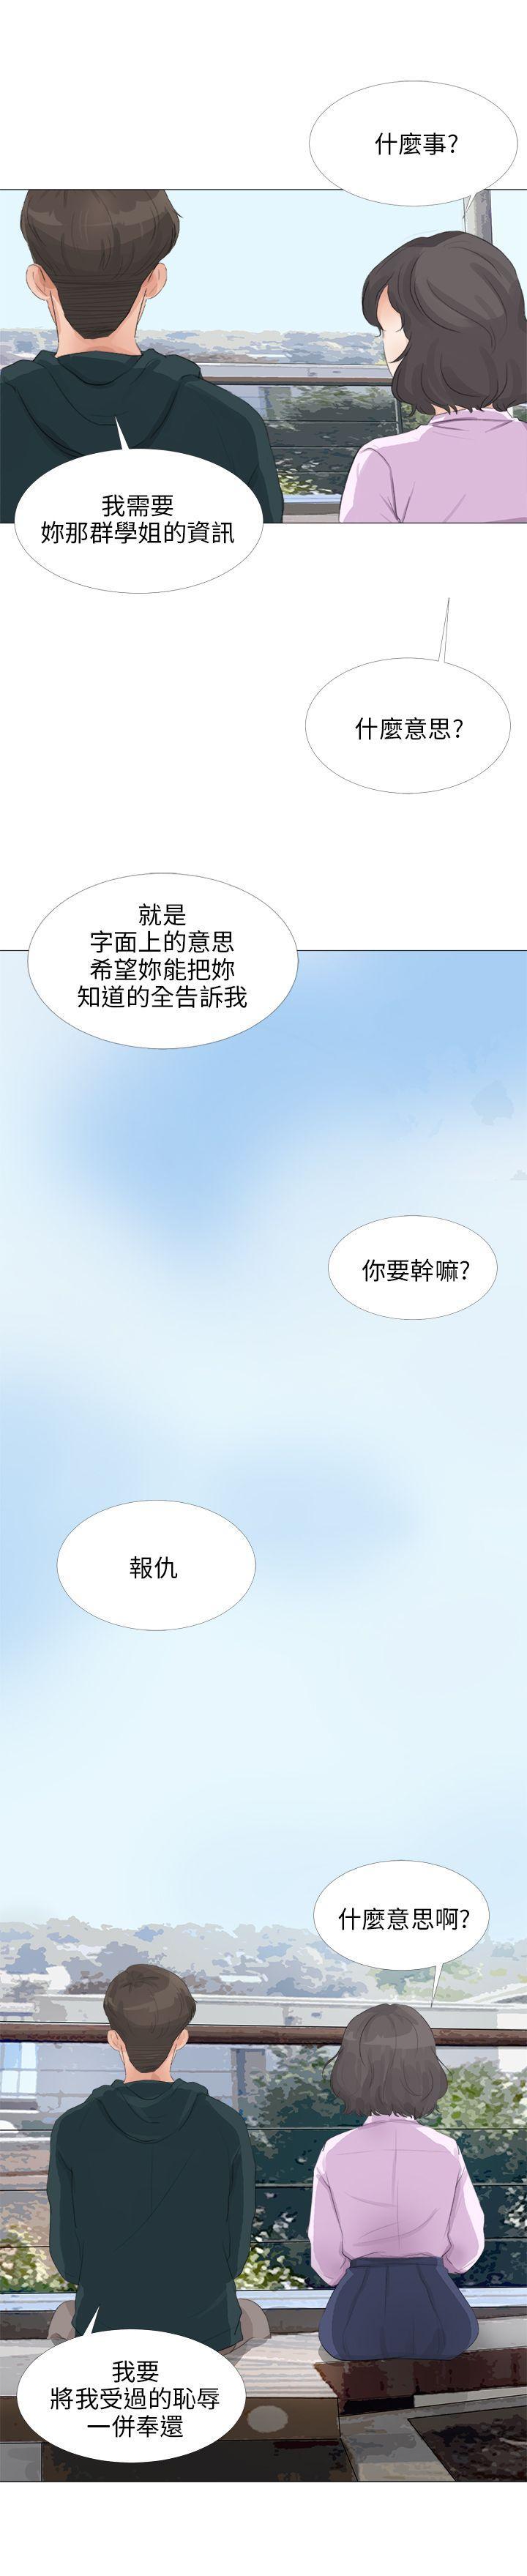 什麼事?
我需要
妳那群學姐的資訊
什麼意思?
就是
字面上的意思
希望妳能把妳
知道的全告訴我
你要幹嘛?
報仇
什麼意思啊?
我要
將我受過的恥辱
一併奉還